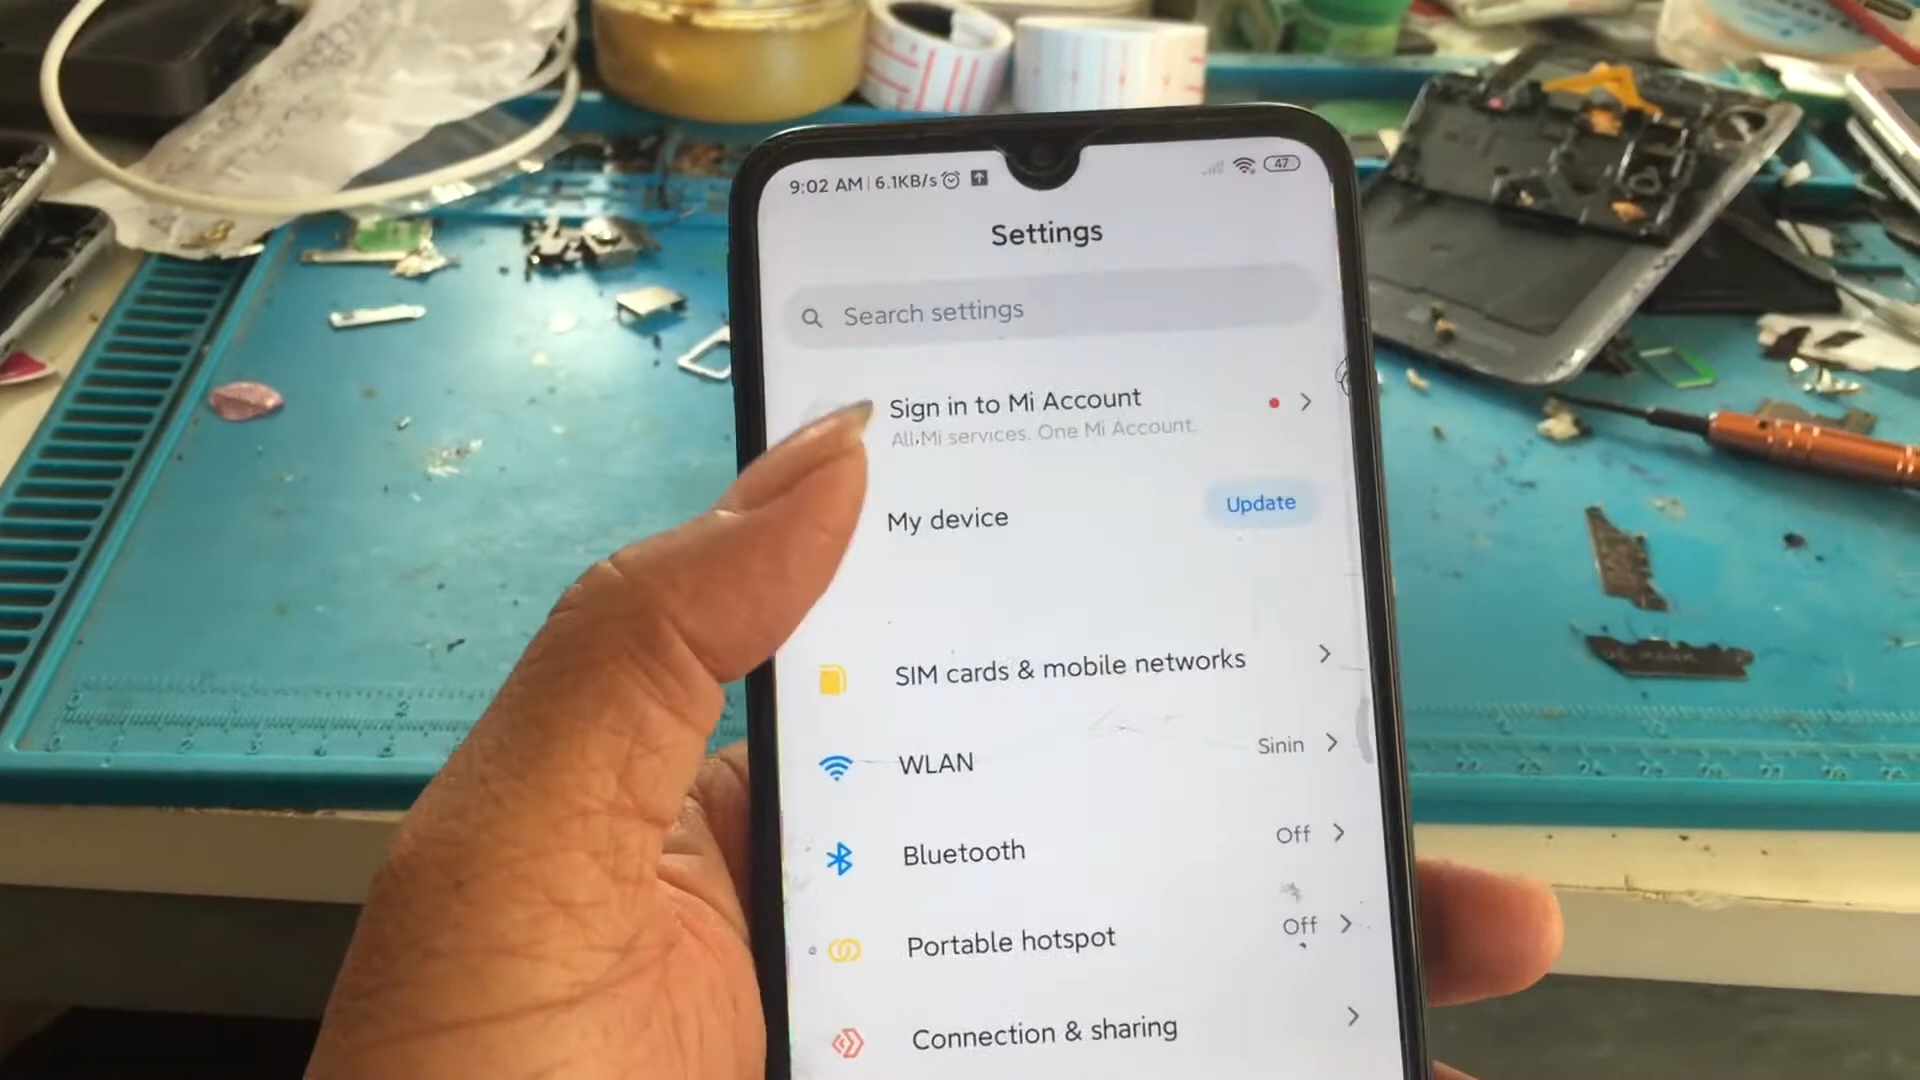 9:02 AM | 6.1KB/s
47
Settings
Search settings
Sign in to Mi Account
All Mi services. One Mi Account.
My device
Update
SIM cards & mobile networks
WLAN
Sinin
Bluetooth
Off
Portable hotspot
Off
Connection & sharing